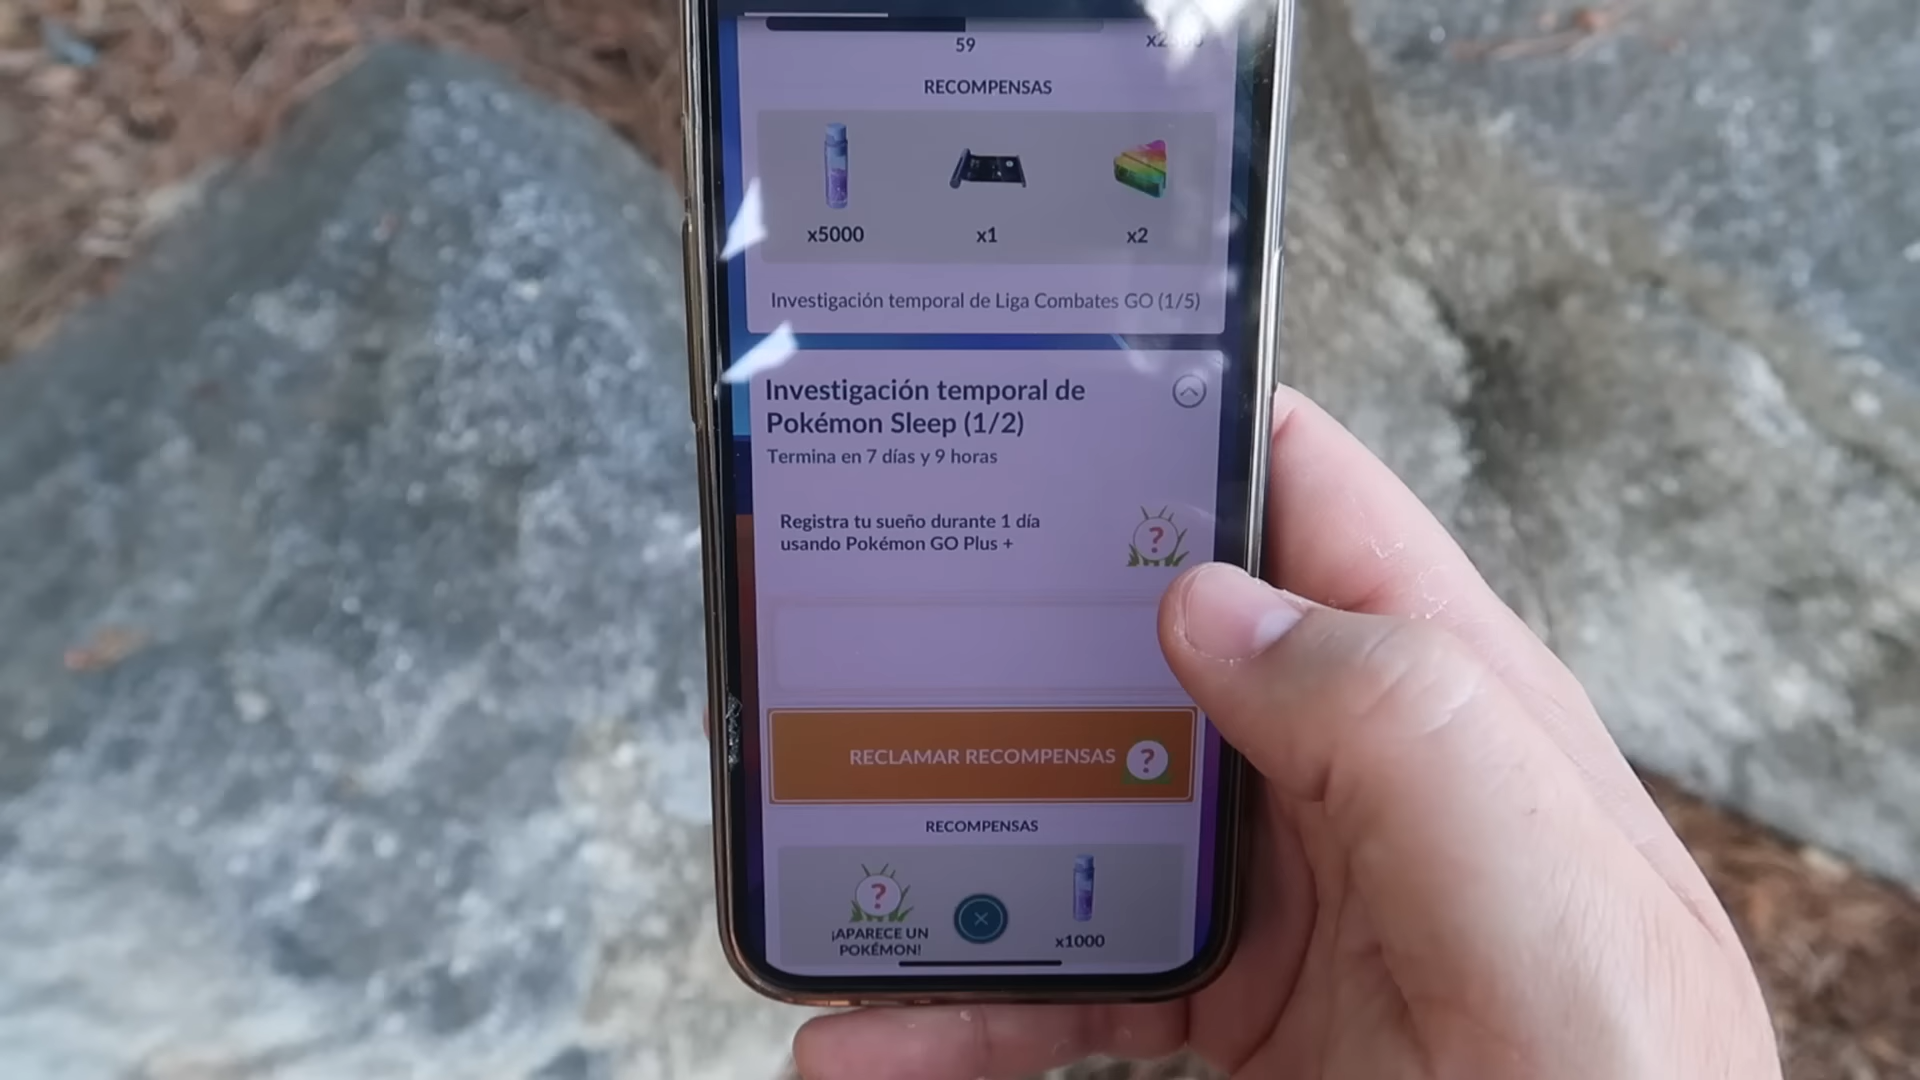 59
RECOMPENSAS
x5000
x1
x2
Investigación temporal de Liga Combates GO (1/5)
Investigación temporal de
Pokémon Sleep (1/2)
Termina en 7 días y 9 horas
Registra tu sueño durante 1 día
usando Pokémon GO Plus +
?
RECLAMAR RECOMPENSAS ?
RECOMPENSAS
?
¡APARECE UN
POKÉMON!
x1000